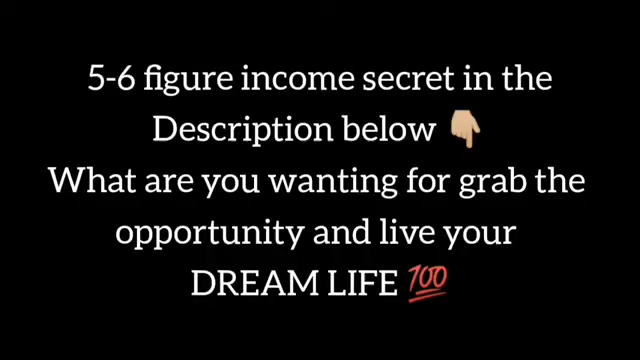 5-6 figure income secret in the
Description below 👇🏼
What are you wanting for grab the
opportunity and live your
DREAM LIFE 💯